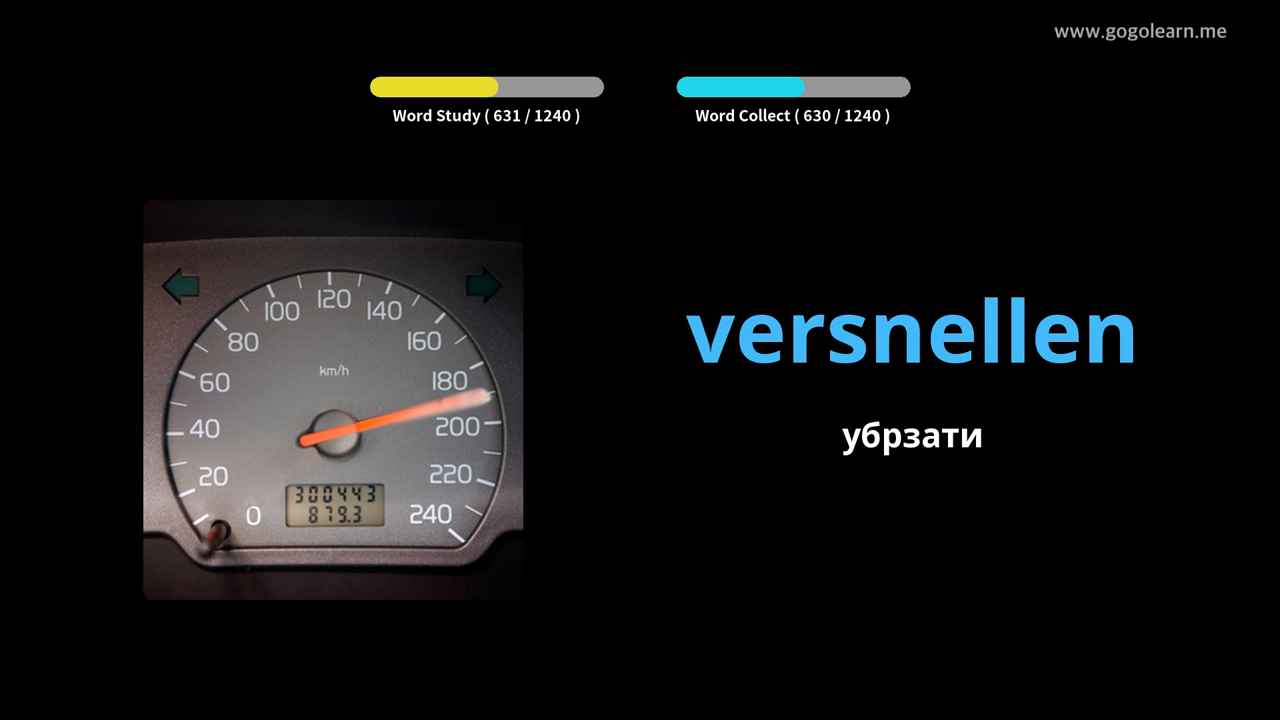 www.gogolearn.me
Word Study ( 631 / 1240 )
Word Collect ( 630 / 1240 )
versnellen
убрзати
120
100
140
80
160
km/h
60
180
40
200
20
220
0
240
300443
879.3